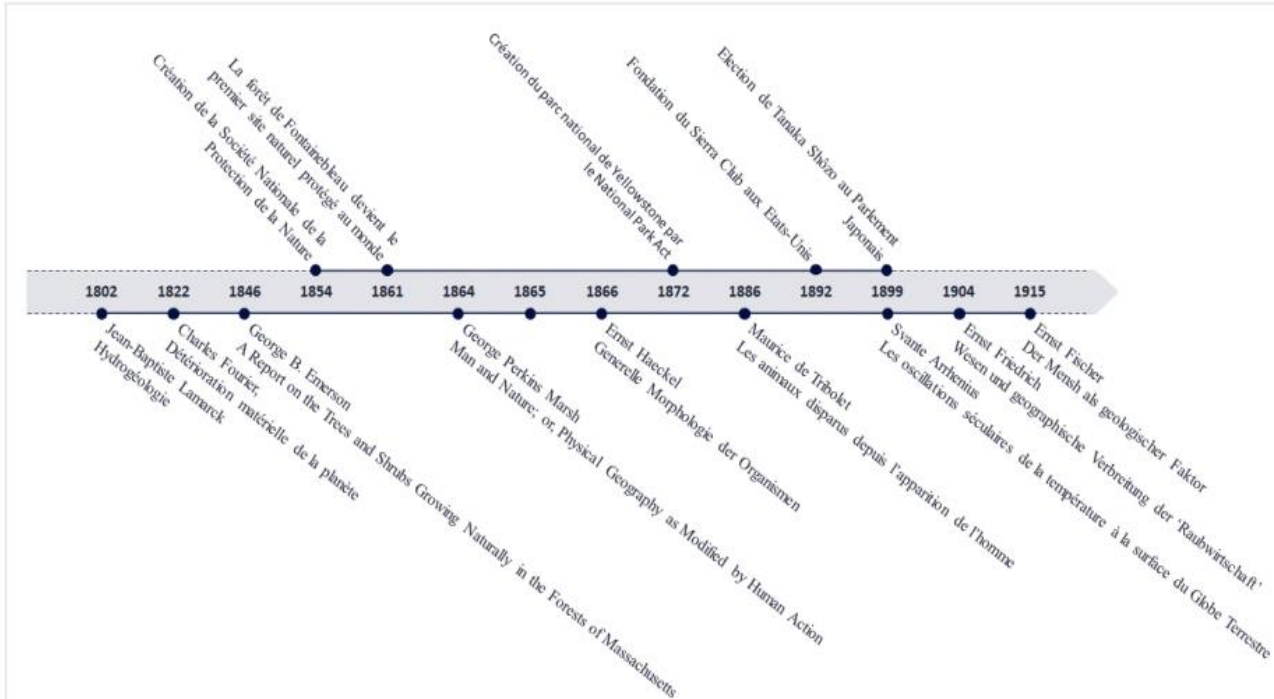 La forêt de Fontainebleau devient le
premier site naturel protégé au monde
Création de la Société Nationale de la
Protection de la Nature
Création du parc national de Yellowstone par
le National Park Act
Fondation du Sierra Club aux Etats-Unis
Election de Tanaka Shôzo au Parlement
Japonais
1802 1822 1846 1854 1861 1864 1865 1866 1872 1886 1892 1899 1904 1915
Jean-Baptiste Lamarck
Hydrogéologie
Charles Fourier,
Détérioration matérielle de la planète
George B. Emerson
A Report on the Trees and Shrubs Growing Naturally in the Forests of Massachusetts
George Perkins Marsh
Man and Nature; or, Physical Geography as Modified by Human Action
Ernst Haeckel
Generelle Morphologie der Organismen
Maurice de Tribolet
Les animaux disparus depuis l'apparition de l'homme
Svante Arrhenius
Les oscillations séculaires de la température à la surface du Globe Terrestre
Ernst Friedrich
Wesen und geographische Verbreitung der 'Raubwirtschaft'
Ernst Fischer
Der Mensh als geologischer Faktor